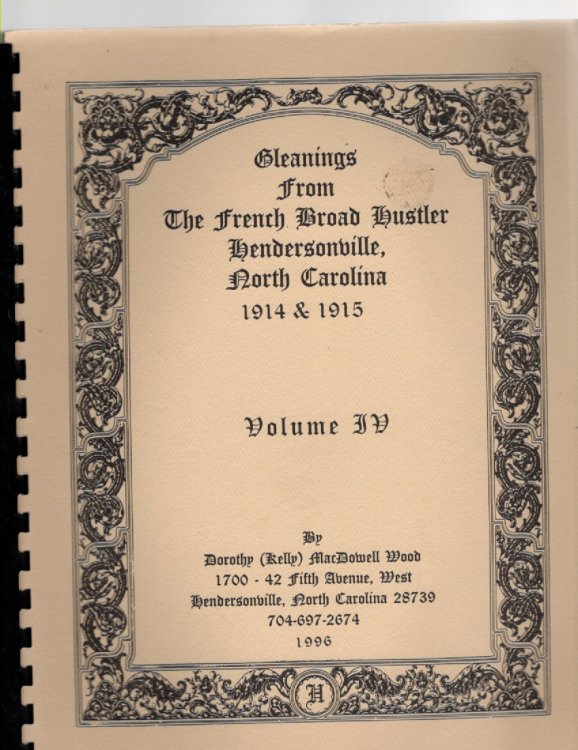 Gleanings
From
The French Broad Hustler
Hendersonville,
North Carolina
1914 & 1915
Volume IV
By
Dorothy (Kelly) MacDowell Wood
1700 - 42 Fifth Avenue, West
Hendersonville, North Carolina 28739
704-697-2674
1996
H